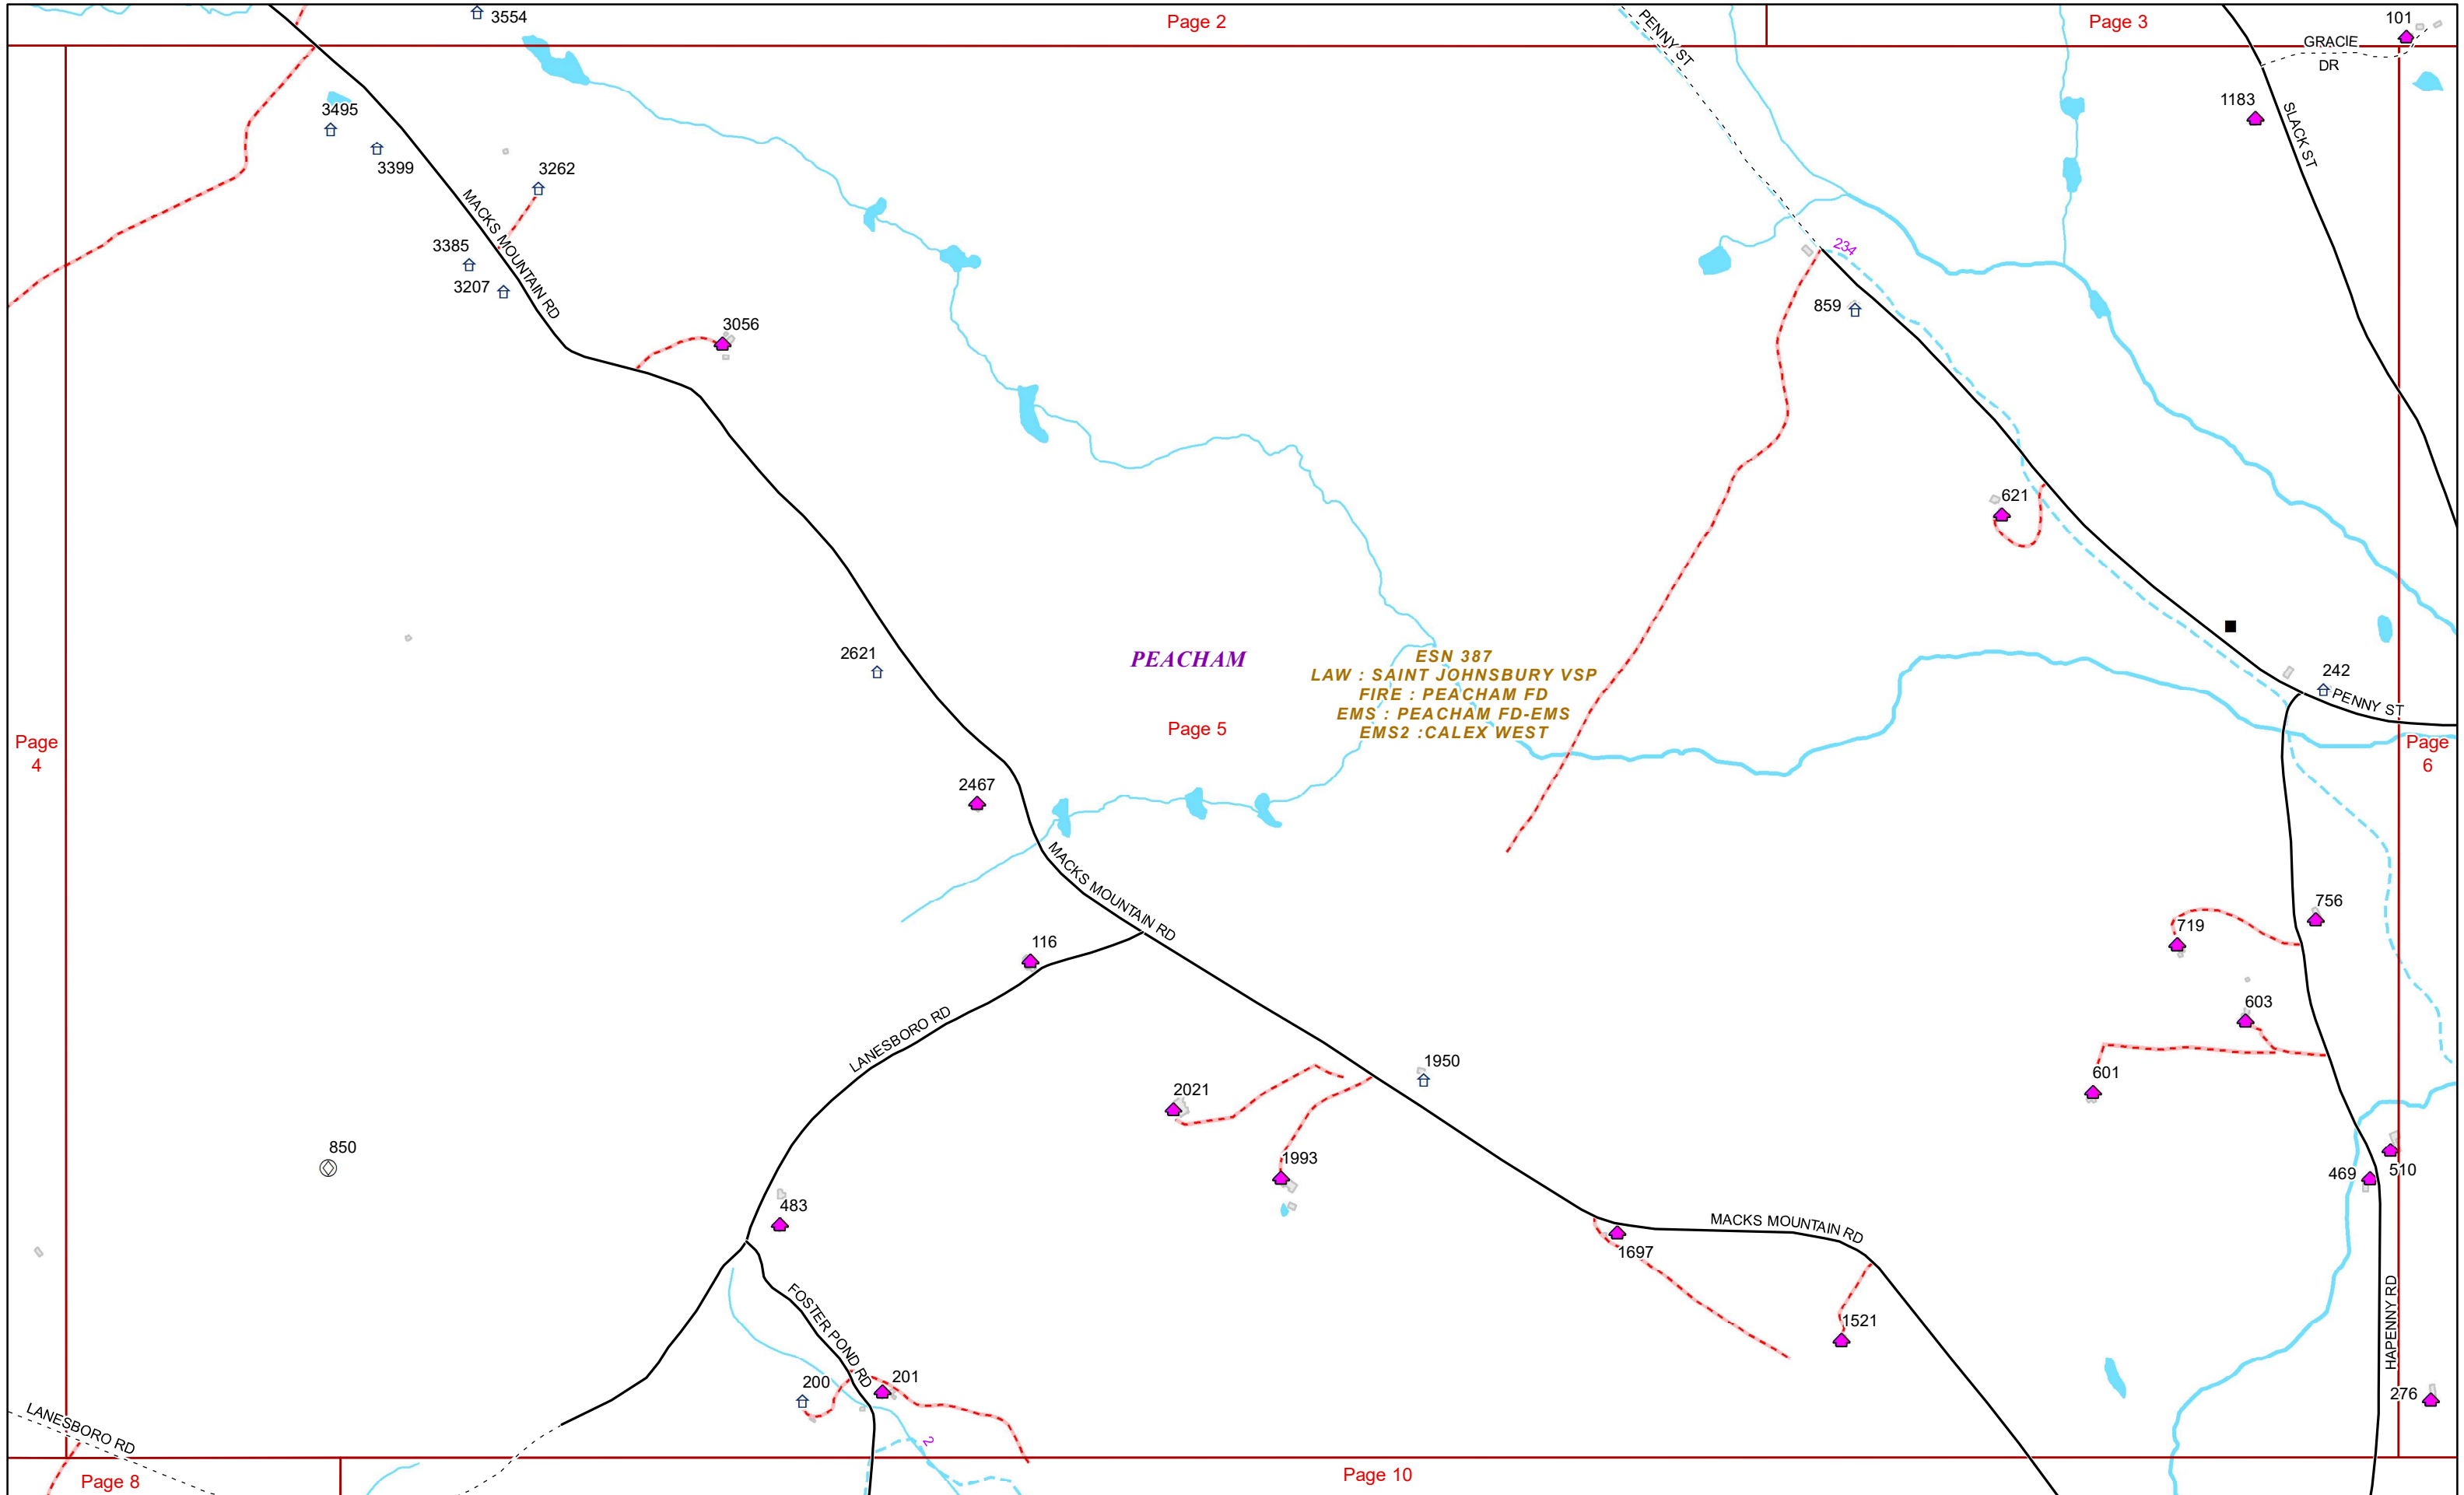 3554
Page 2
PENNY ST
Page 3
101
GRACIE
DR
3495
3399
3262
1183
SLACK ST
MACKS MOUNTAIN RD
3385
3207
234
859
3056
621
2621
PEACHAM
ESN 387
LAW : SAINT JOHNSBURY VSP
FIRE : PEACHAM FD
EMS : PEACHAM FD-EMS
EMS2 :CALEX WEST
242
PENNY ST
Page 5
Page
4
Page
6
2467
MACKS MOUNTAIN RD
756
719
116
603
LANESBORO RD
1950
601
2021
850
1993
469
510
483
MACKS MOUNTAIN RD
1697
FOSTER POND RD
HAPENNY RD
1521
200
201
276
LANESBORO RD
2
Page 8
Page 10